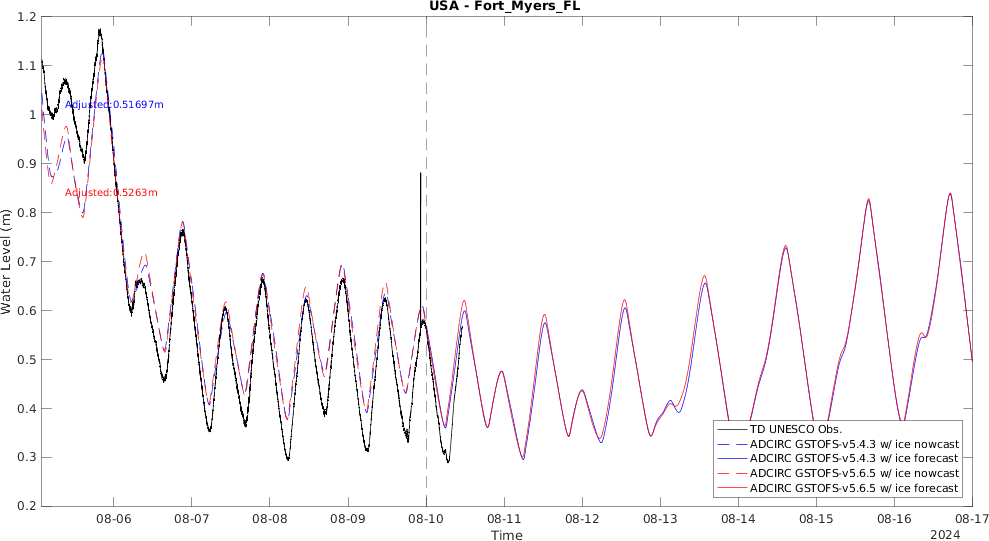 USA - Fort_Myers_FL
1.2
1.1
1
0.9
0.8
0.7
0.6
0.5
0.4
0.3
0.2
Water Level (m)
Adjusted:0.51697m
Adjusted:0.5263m
TD UNESCO Obs.
ADCIRC GSTOFS-v5.4.3 w/ ice nowcast
ADCIRC GSTOFS-v5.4.3 w/ ice forecast
ADCIRC GSTOFS-v5.6.5 w/ ice nowcast
ADCIRC GSTOFS-v5.6.5 w/ ice forecast
08-06 08-07 08-08 08-09 08-10 08-11 08-12 08-13 08-14 08-15 08-16 08-17
Time
2024